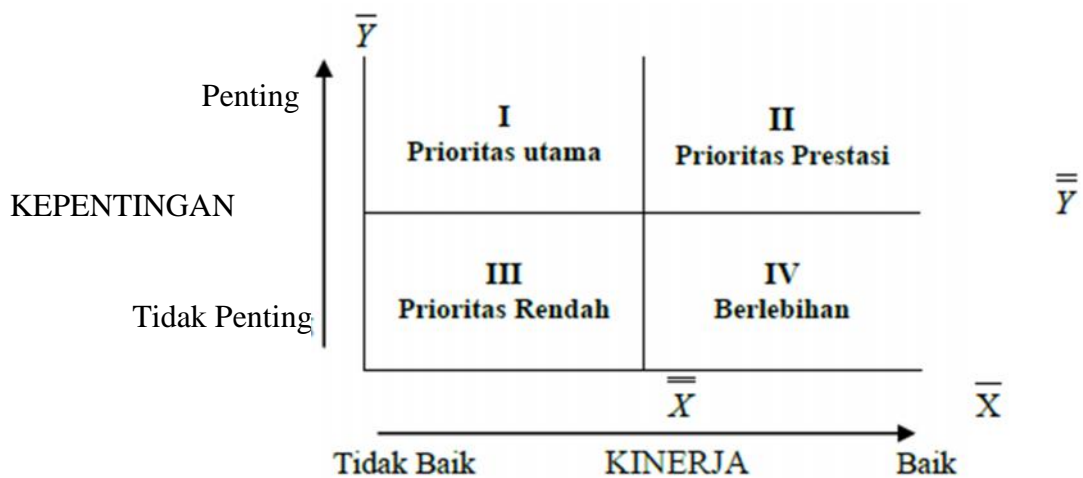 Y̅
Penting
I
Prioritas utama
II
Prioritas Prestasi
KEPENTINGAN
Y̿
III
Prioritas Rendah
IV
Berlebihan
Tidak Penting
X̿
X̅
Tidak Baik KINERJA Baik